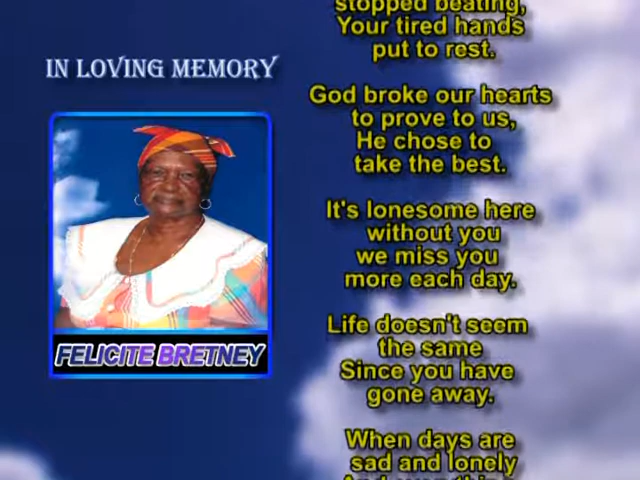 IN LOVING MEMORY
FELICITE BRETNEY
stopped beating,
Your tired hands
put to rest.
God broke our hearts
to prove to us,
He chose to
take the best.
It's lonesome here
without you
we miss you
more each day.
Life doesn't seem
the same
Since you have
gone away.
When days are
sad and lonely